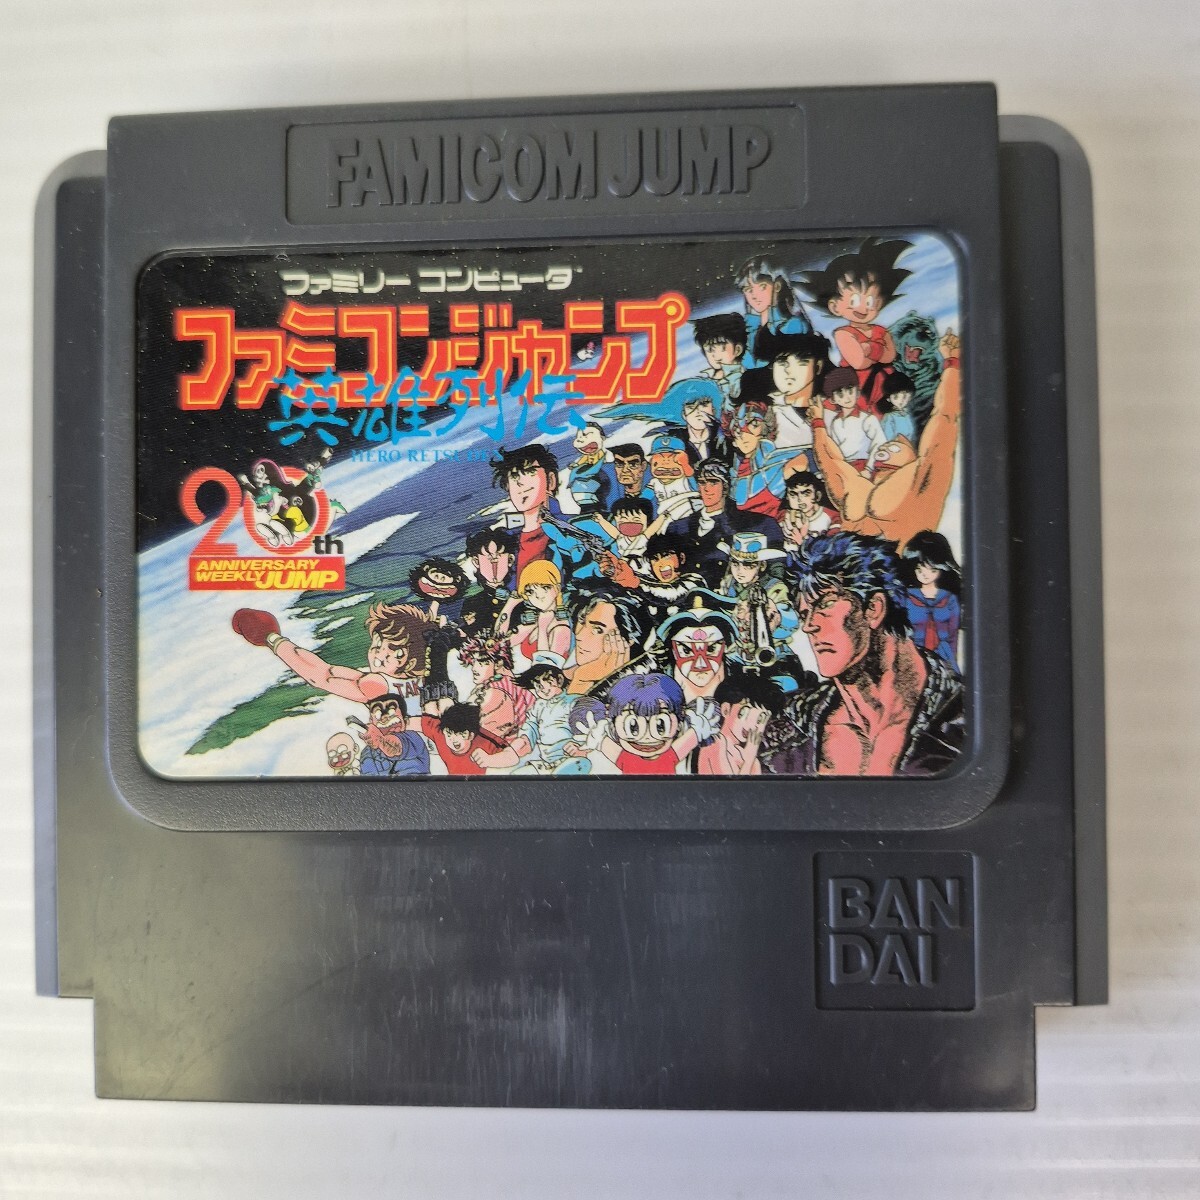 FAMICOM JUMP
ファミリー コンピュータ
ファミコンジャンプ
英雄列伝
HERO RETSUDEN
20th
ANNIVERSARY
WEEKLY JUMP
BAN
DAI